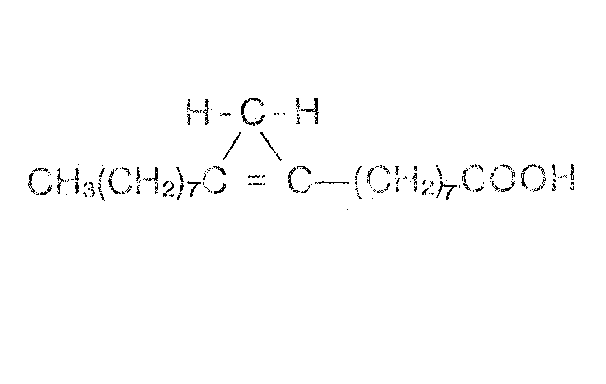 H-C-H
CH₃(CH₂)₇C = C—(CH₂)₇COOH